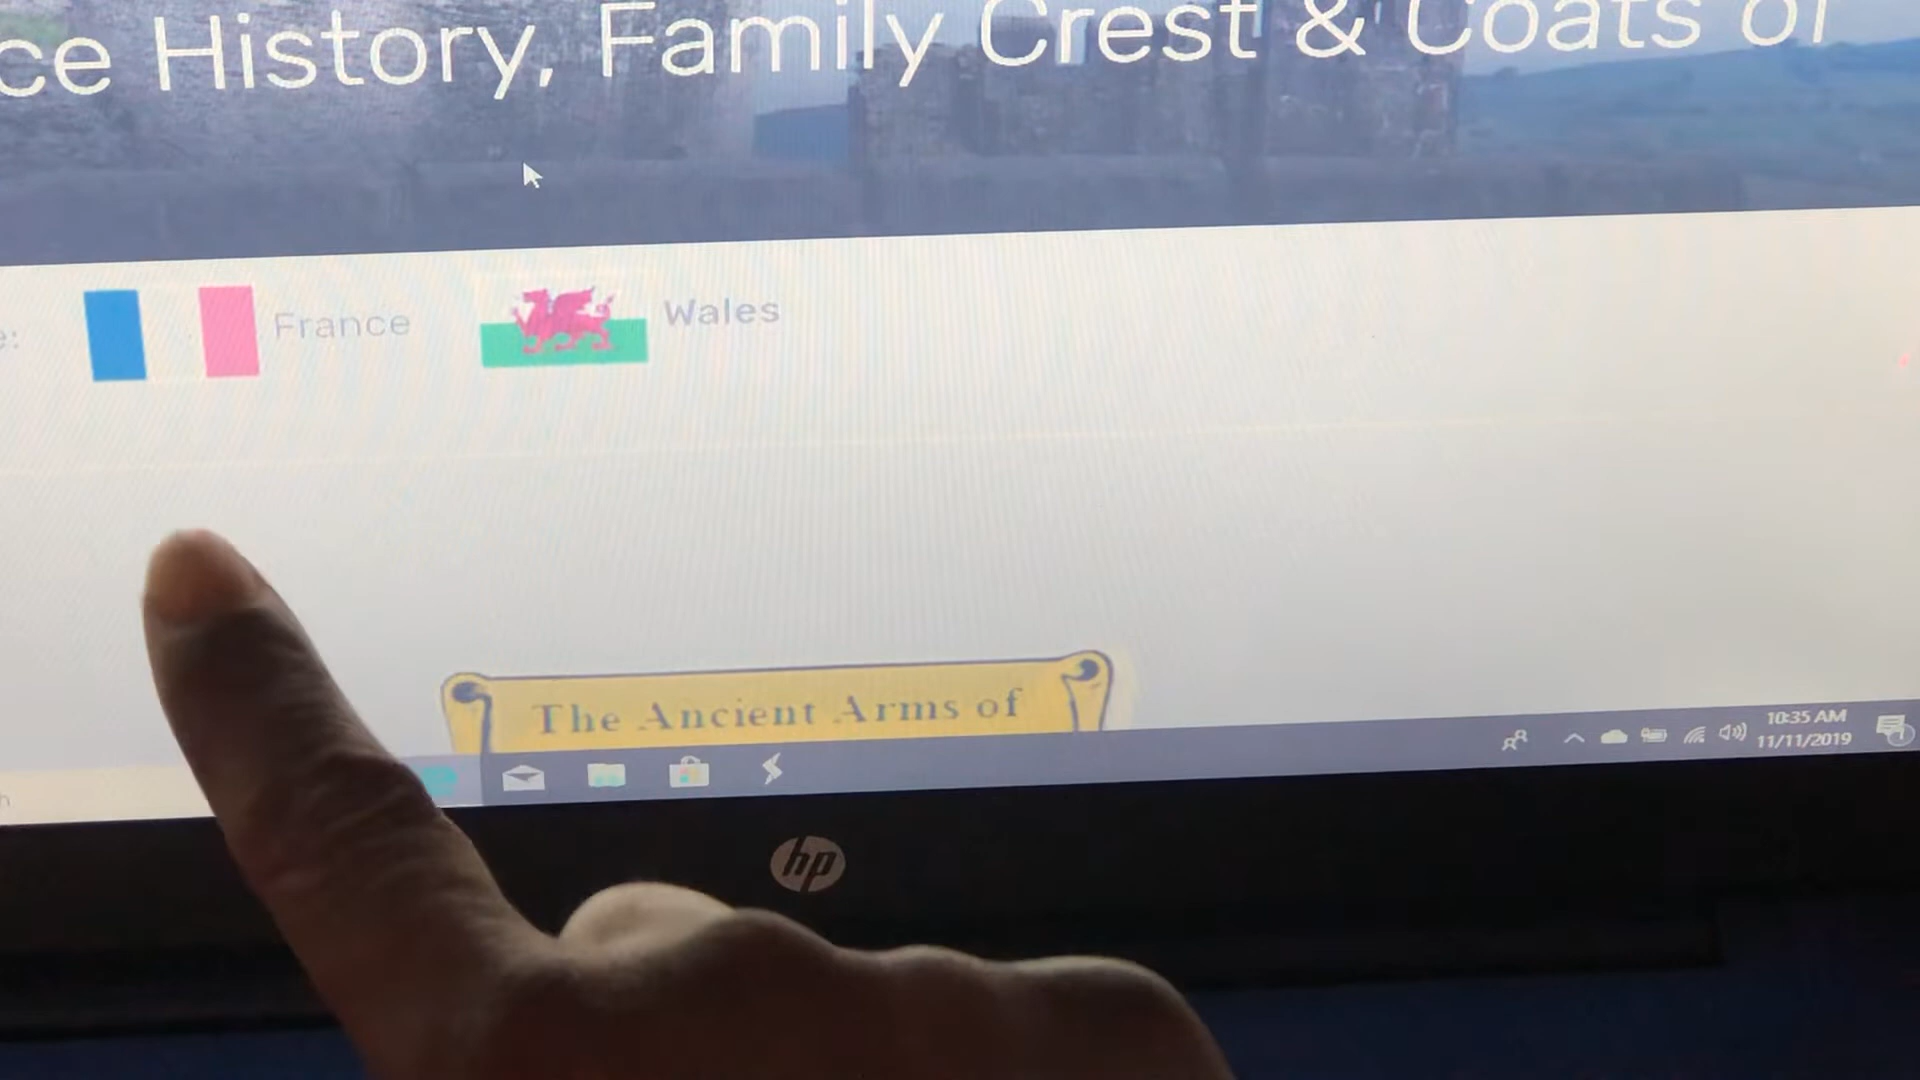 ce History, Family Crest & Coats of
e: France Wales
The Ancient Arms of
10:35 AM
11/11/2019
h
hp